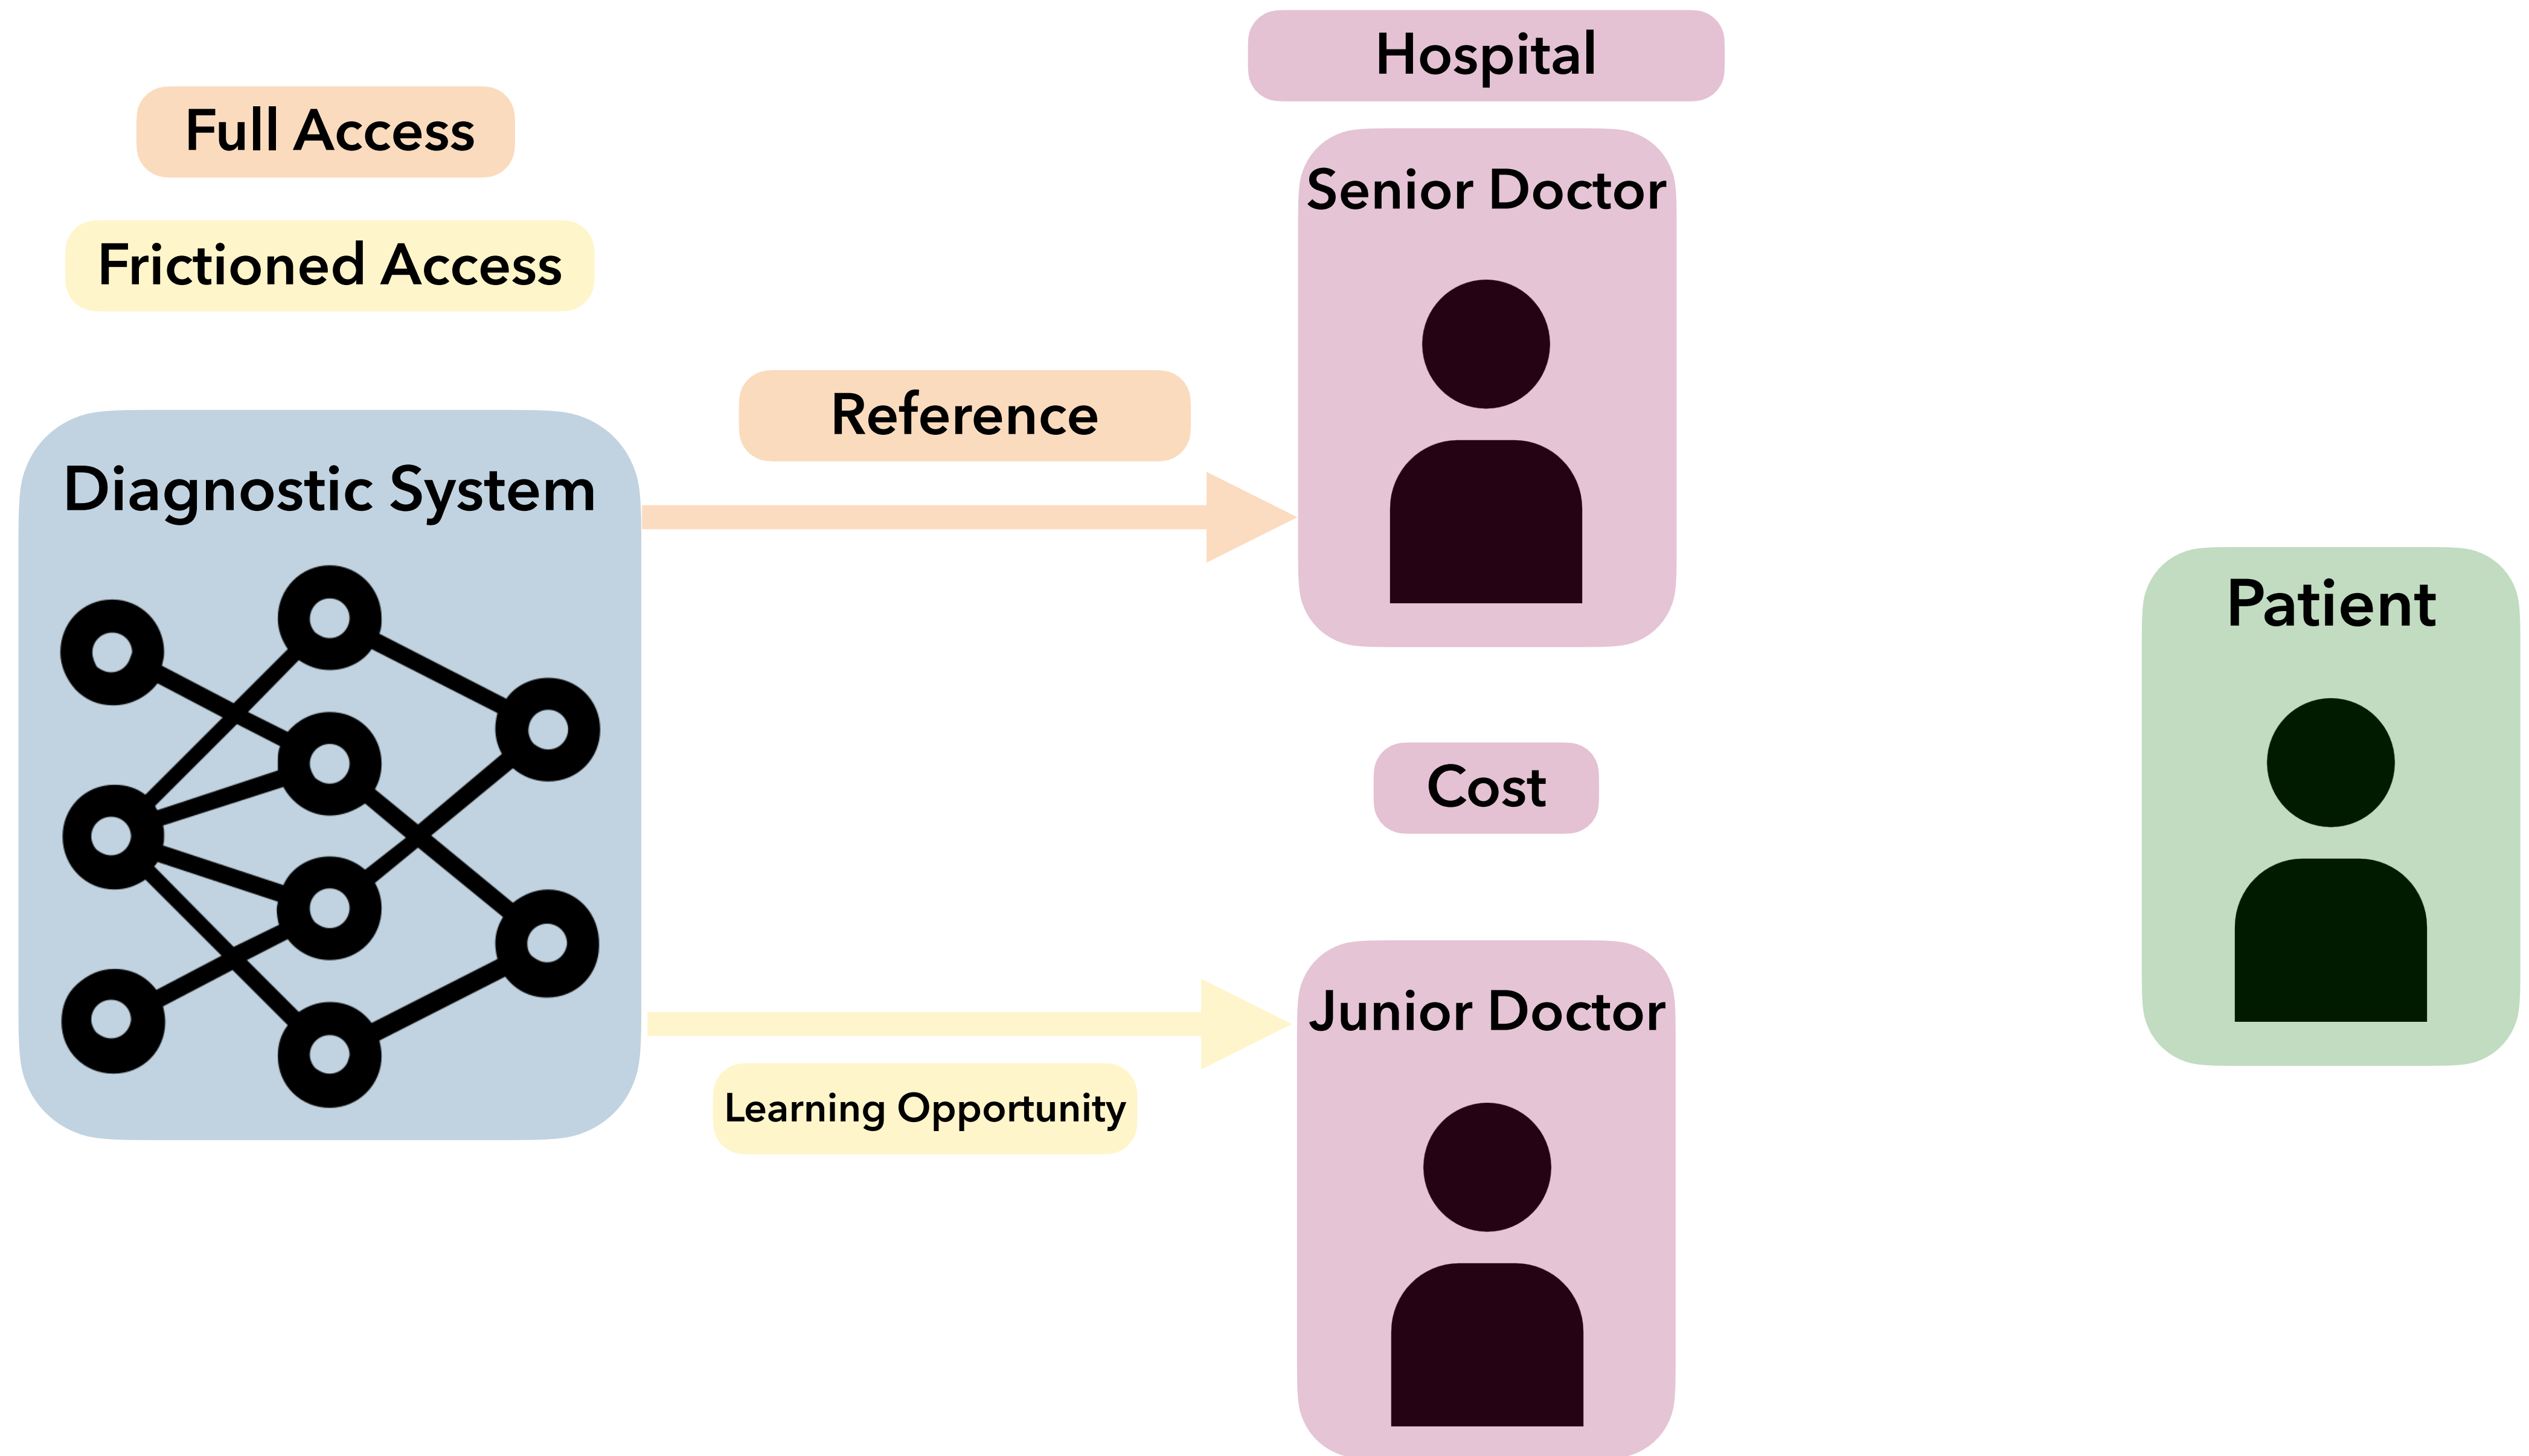 Hospital
Full Access
Senior Doctor
Frictioned Access
Reference
Diagnostic System
Patient
Cost
Junior Doctor
Learning Opportunity